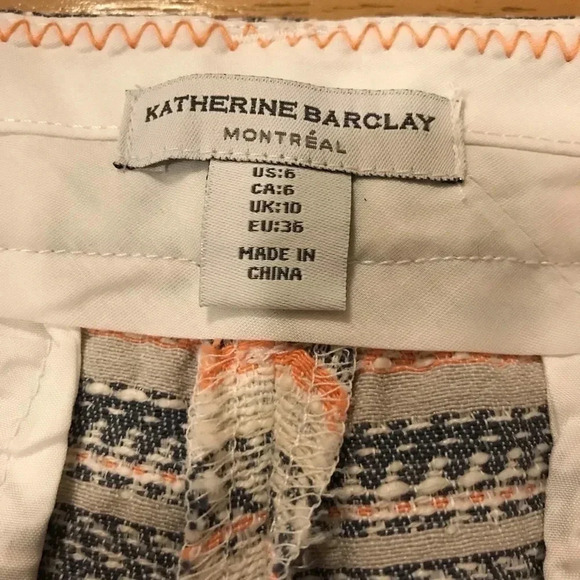 KATHERINE BARCLAY
MONTRÉAL
US:6
CA:6
UK:10
EU:36
MADE IN
CHINA